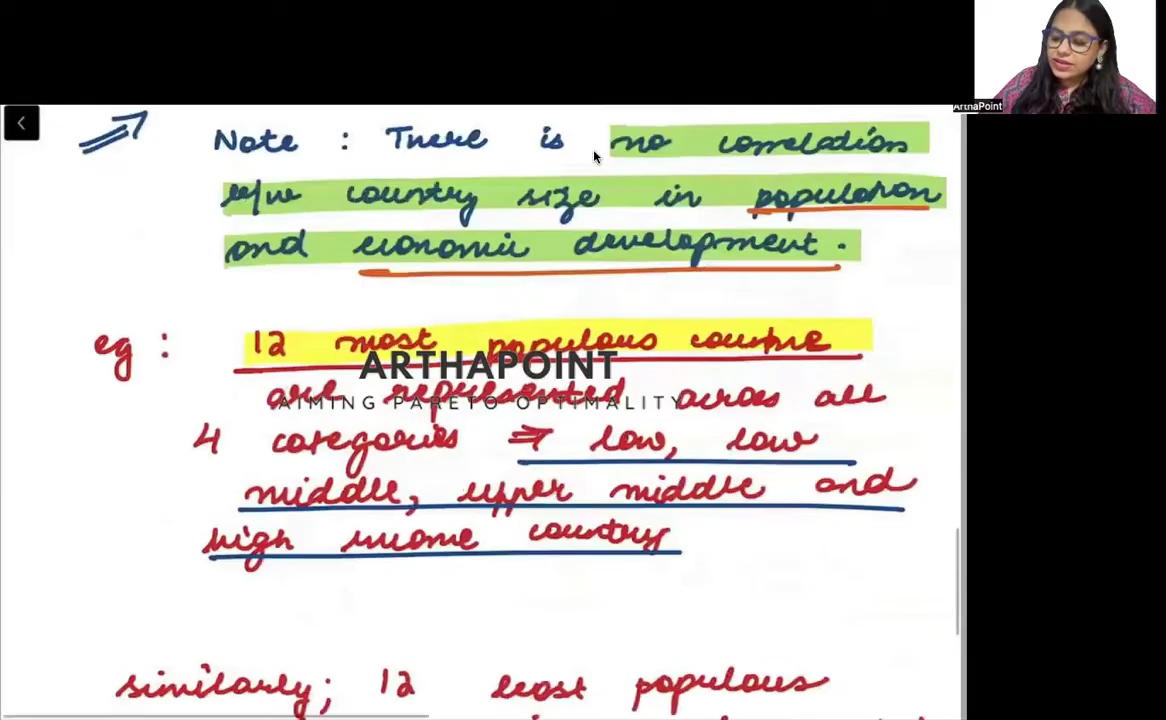 ArthaPoint
Note : There is no correlation
b/w country size in population
and economic development.
eg : 12 most populous countrie
ARTHAPOINT
are represented across all
AIMING PARETO OPTIMALITY
4 categories ⇒ low, low
middle, upper middle and
high income country
similarly; 12 least populous